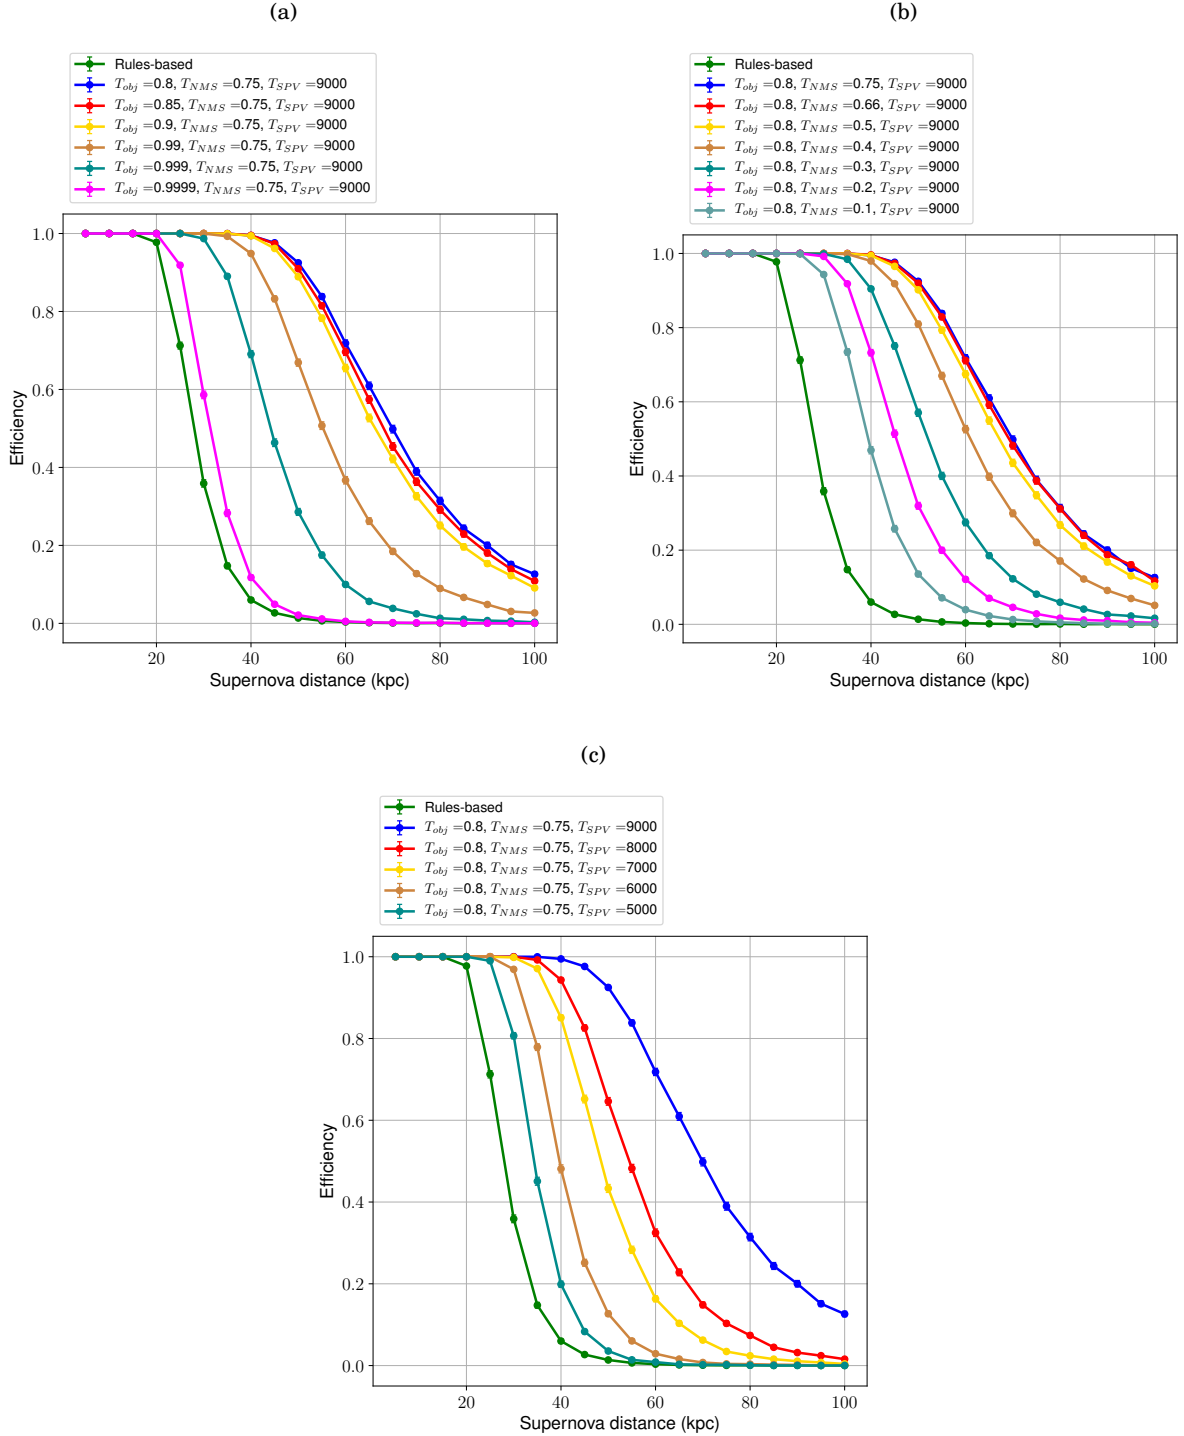 (a)
Rules-based
T_obj =0.8, T_NMS =0.75, T_SPV =9000
T_obj =0.85, T_NMS =0.75, T_SPV =9000
T_obj =0.9, T_NMS =0.75, T_SPV =9000
T_obj =0.99, T_NMS =0.75, T_SPV =9000
T_obj =0.999, T_NMS =0.75, T_SPV =9000
T_obj =0.9999, T_NMS =0.75, T_SPV =9000
1.0
0.8
0.6
0.4
0.2
0.0
Efficiency
20 40 60 80 100
Supernova distance (kpc)
(b)
Rules-based
T_obj =0.8, T_NMS =0.75, T_SPV =9000
T_obj =0.8, T_NMS =0.66, T_SPV =9000
T_obj =0.8, T_NMS =0.5, T_SPV =9000
T_obj =0.8, T_NMS =0.4, T_SPV =9000
T_obj =0.8, T_NMS =0.3, T_SPV =9000
T_obj =0.8, T_NMS =0.2, T_SPV =9000
T_obj =0.8, T_NMS =0.1, T_SPV =9000
1.0
0.8
0.6
0.4
0.2
0.0
Efficiency
20 40 60 80 100
Supernova distance (kpc)
(c)
Rules-based
T_obj =0.8, T_NMS =0.75, T_SPV =9000
T_obj =0.8, T_NMS =0.75, T_SPV =8000
T_obj =0.8, T_NMS =0.75, T_SPV =7000
T_obj =0.8, T_NMS =0.75, T_SPV =6000
T_obj =0.8, T_NMS =0.75, T_SPV =5000
1.0
0.8
0.6
0.4
0.2
0.0
Efficiency
20 40 60 80 100
Supernova distance (kpc)